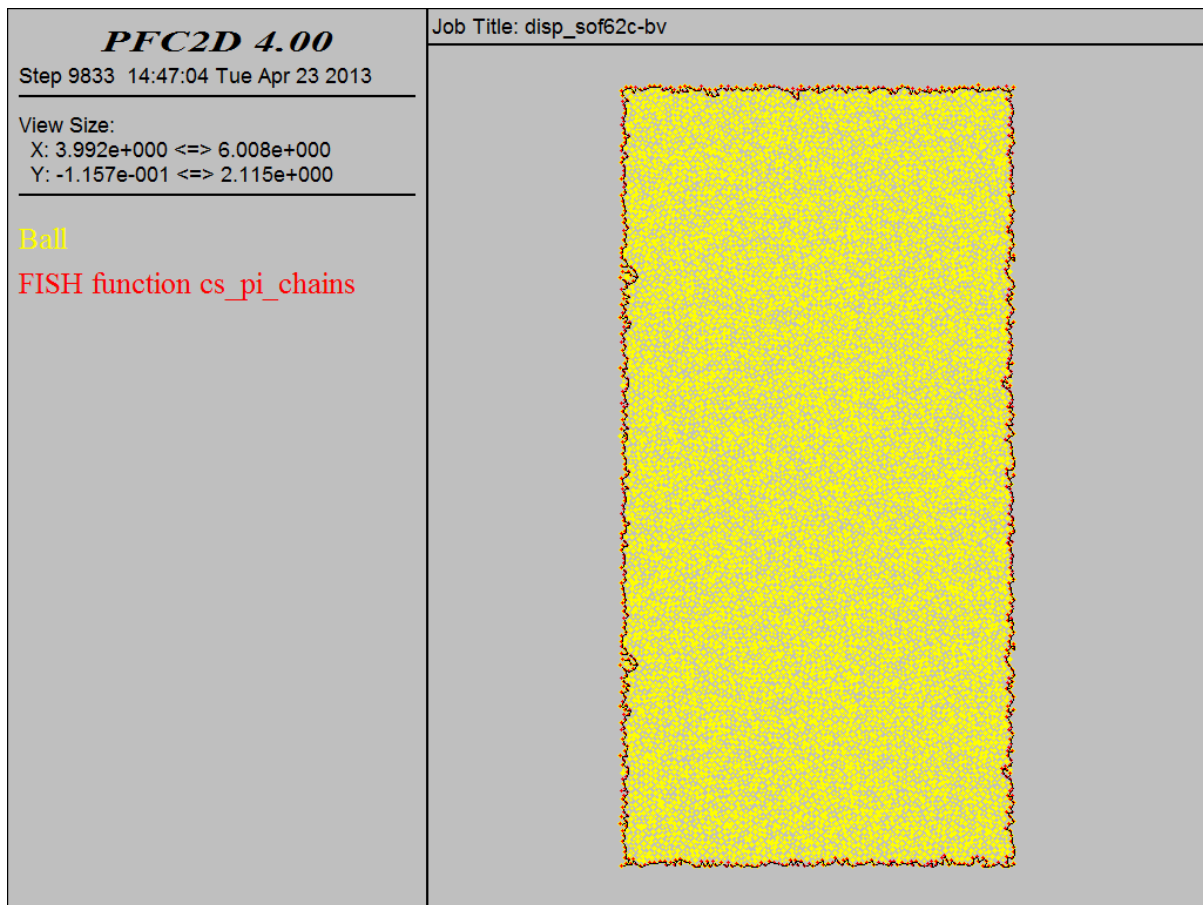 PFC2D 4.00
Step 9833  14:47:04 Tue Apr 23 2013
View Size:
X: 3.992e+000 <=> 6.008e+000
Y: -1.157e-001 <=> 2.115e+000
Ball
FISH function cs_pi_chains
Job Title: disp_sof62c-bv